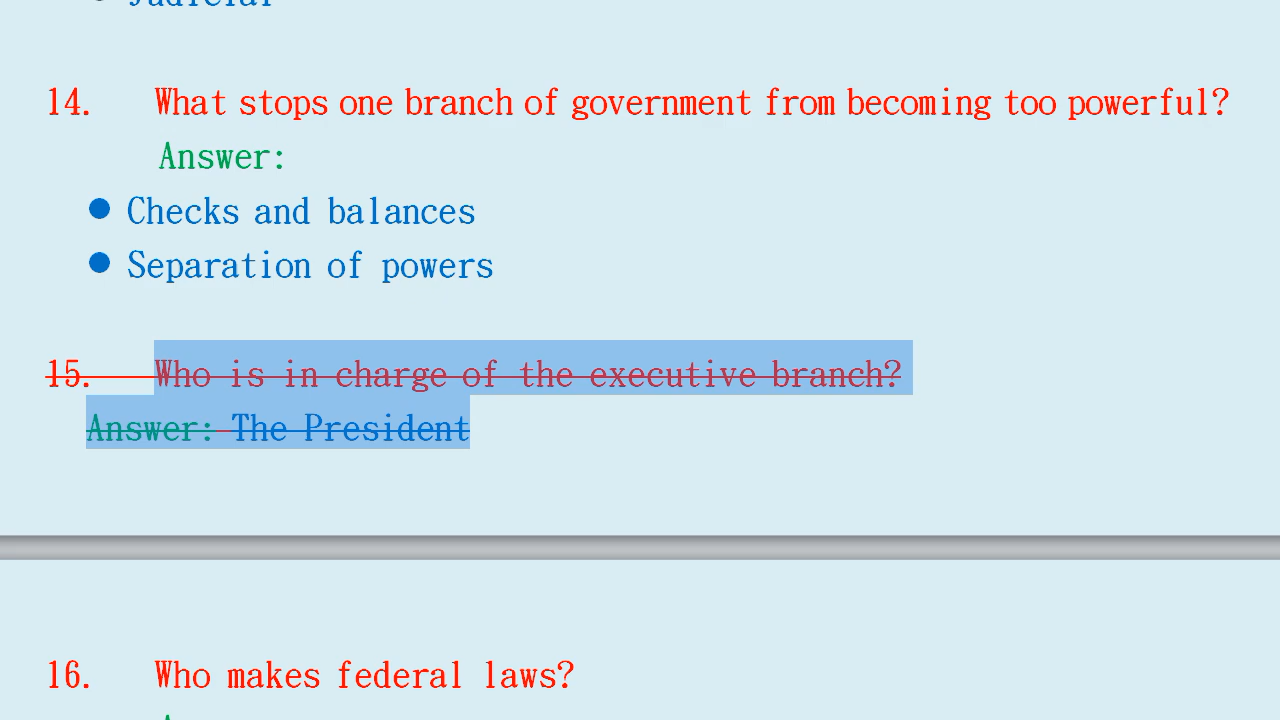 Judicial
14. What stops one branch of government from becoming too powerful?
Answer:
● Checks and balances
● Separation of powers
15. Who is in charge of the executive branch?
Answer: The President
16. Who makes federal laws?